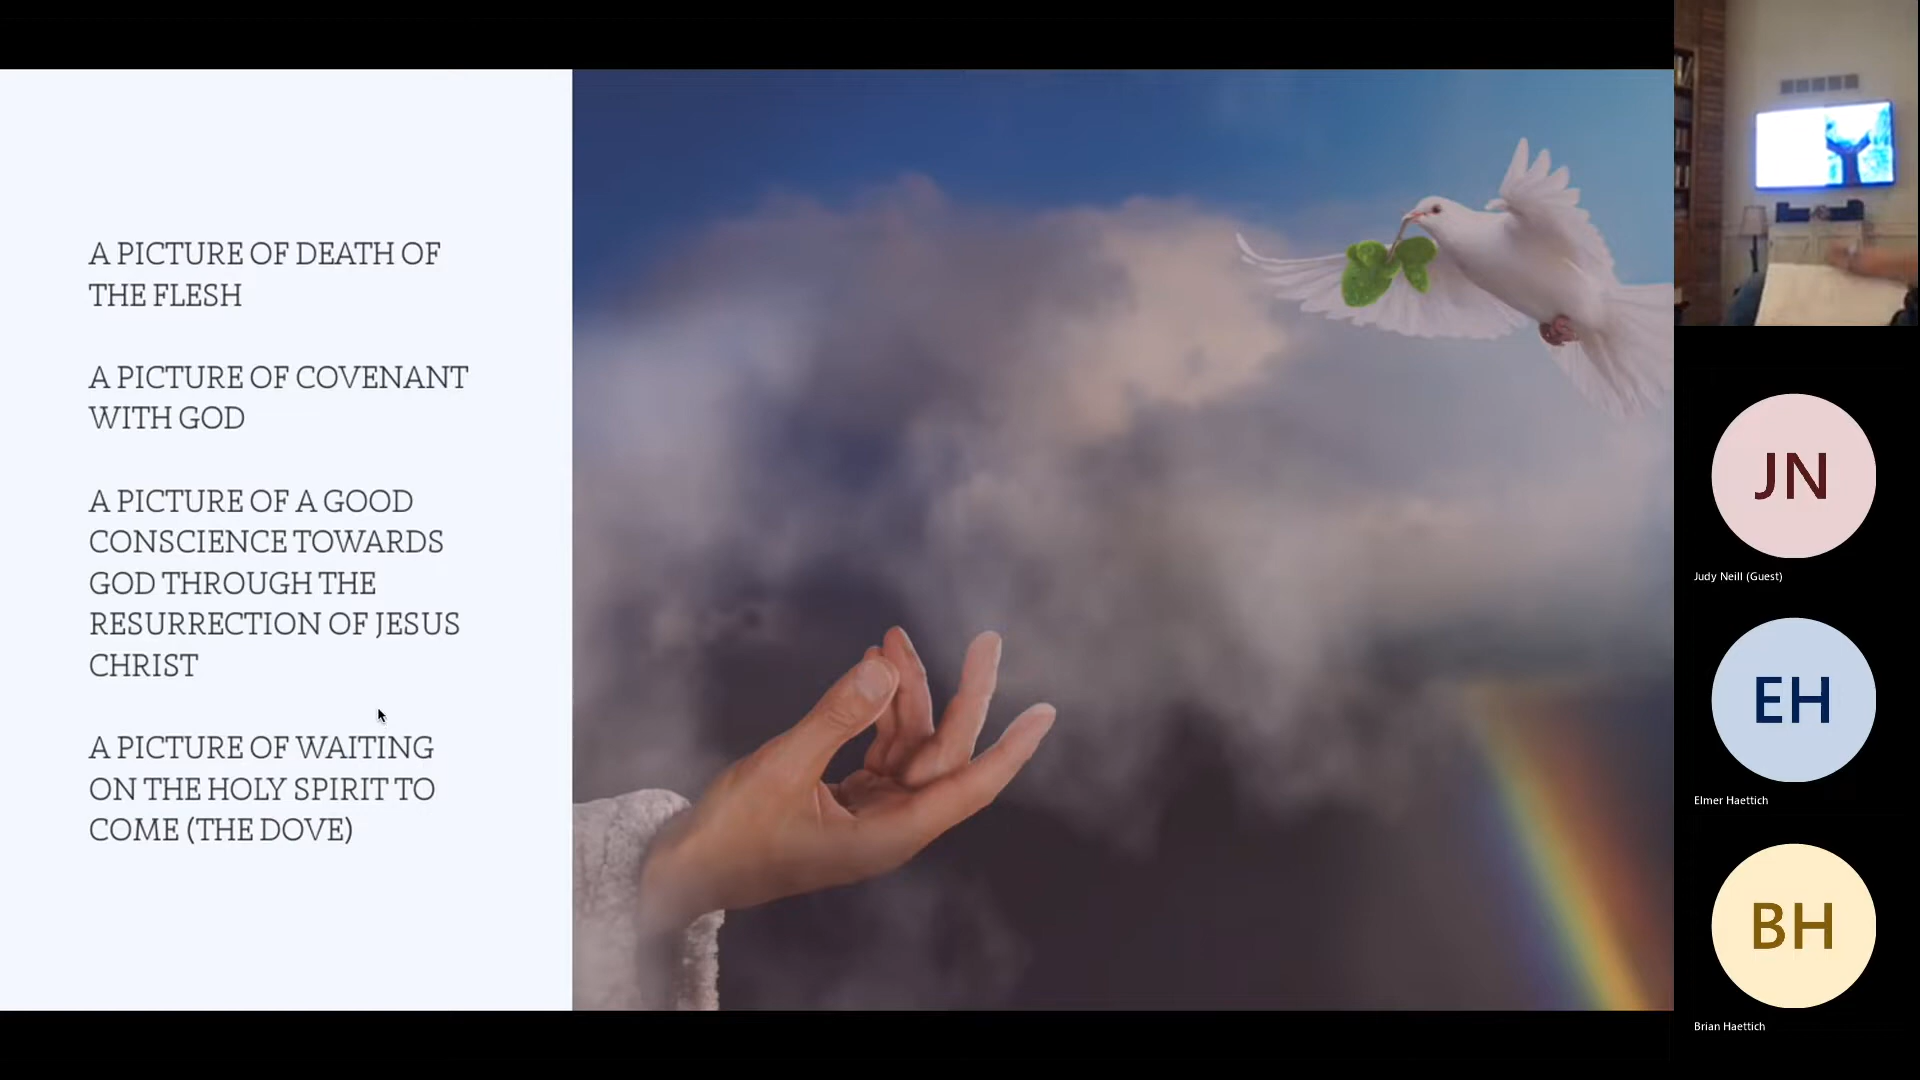 A PICTURE OF DEATH OF
THE FLESH
A PICTURE OF COVENANT
WITH GOD
A PICTURE OF A GOOD
CONSCIENCE TOWARDS
GOD THROUGH THE
RESURRECTION OF JESUS
CHRIST
A PICTURE OF WAITING
ON THE HOLY SPIRIT TO
COME (THE DOVE)
JN
Judy Neill (Guest)
EH
Elmer Haettich
BH
Brian Haettich